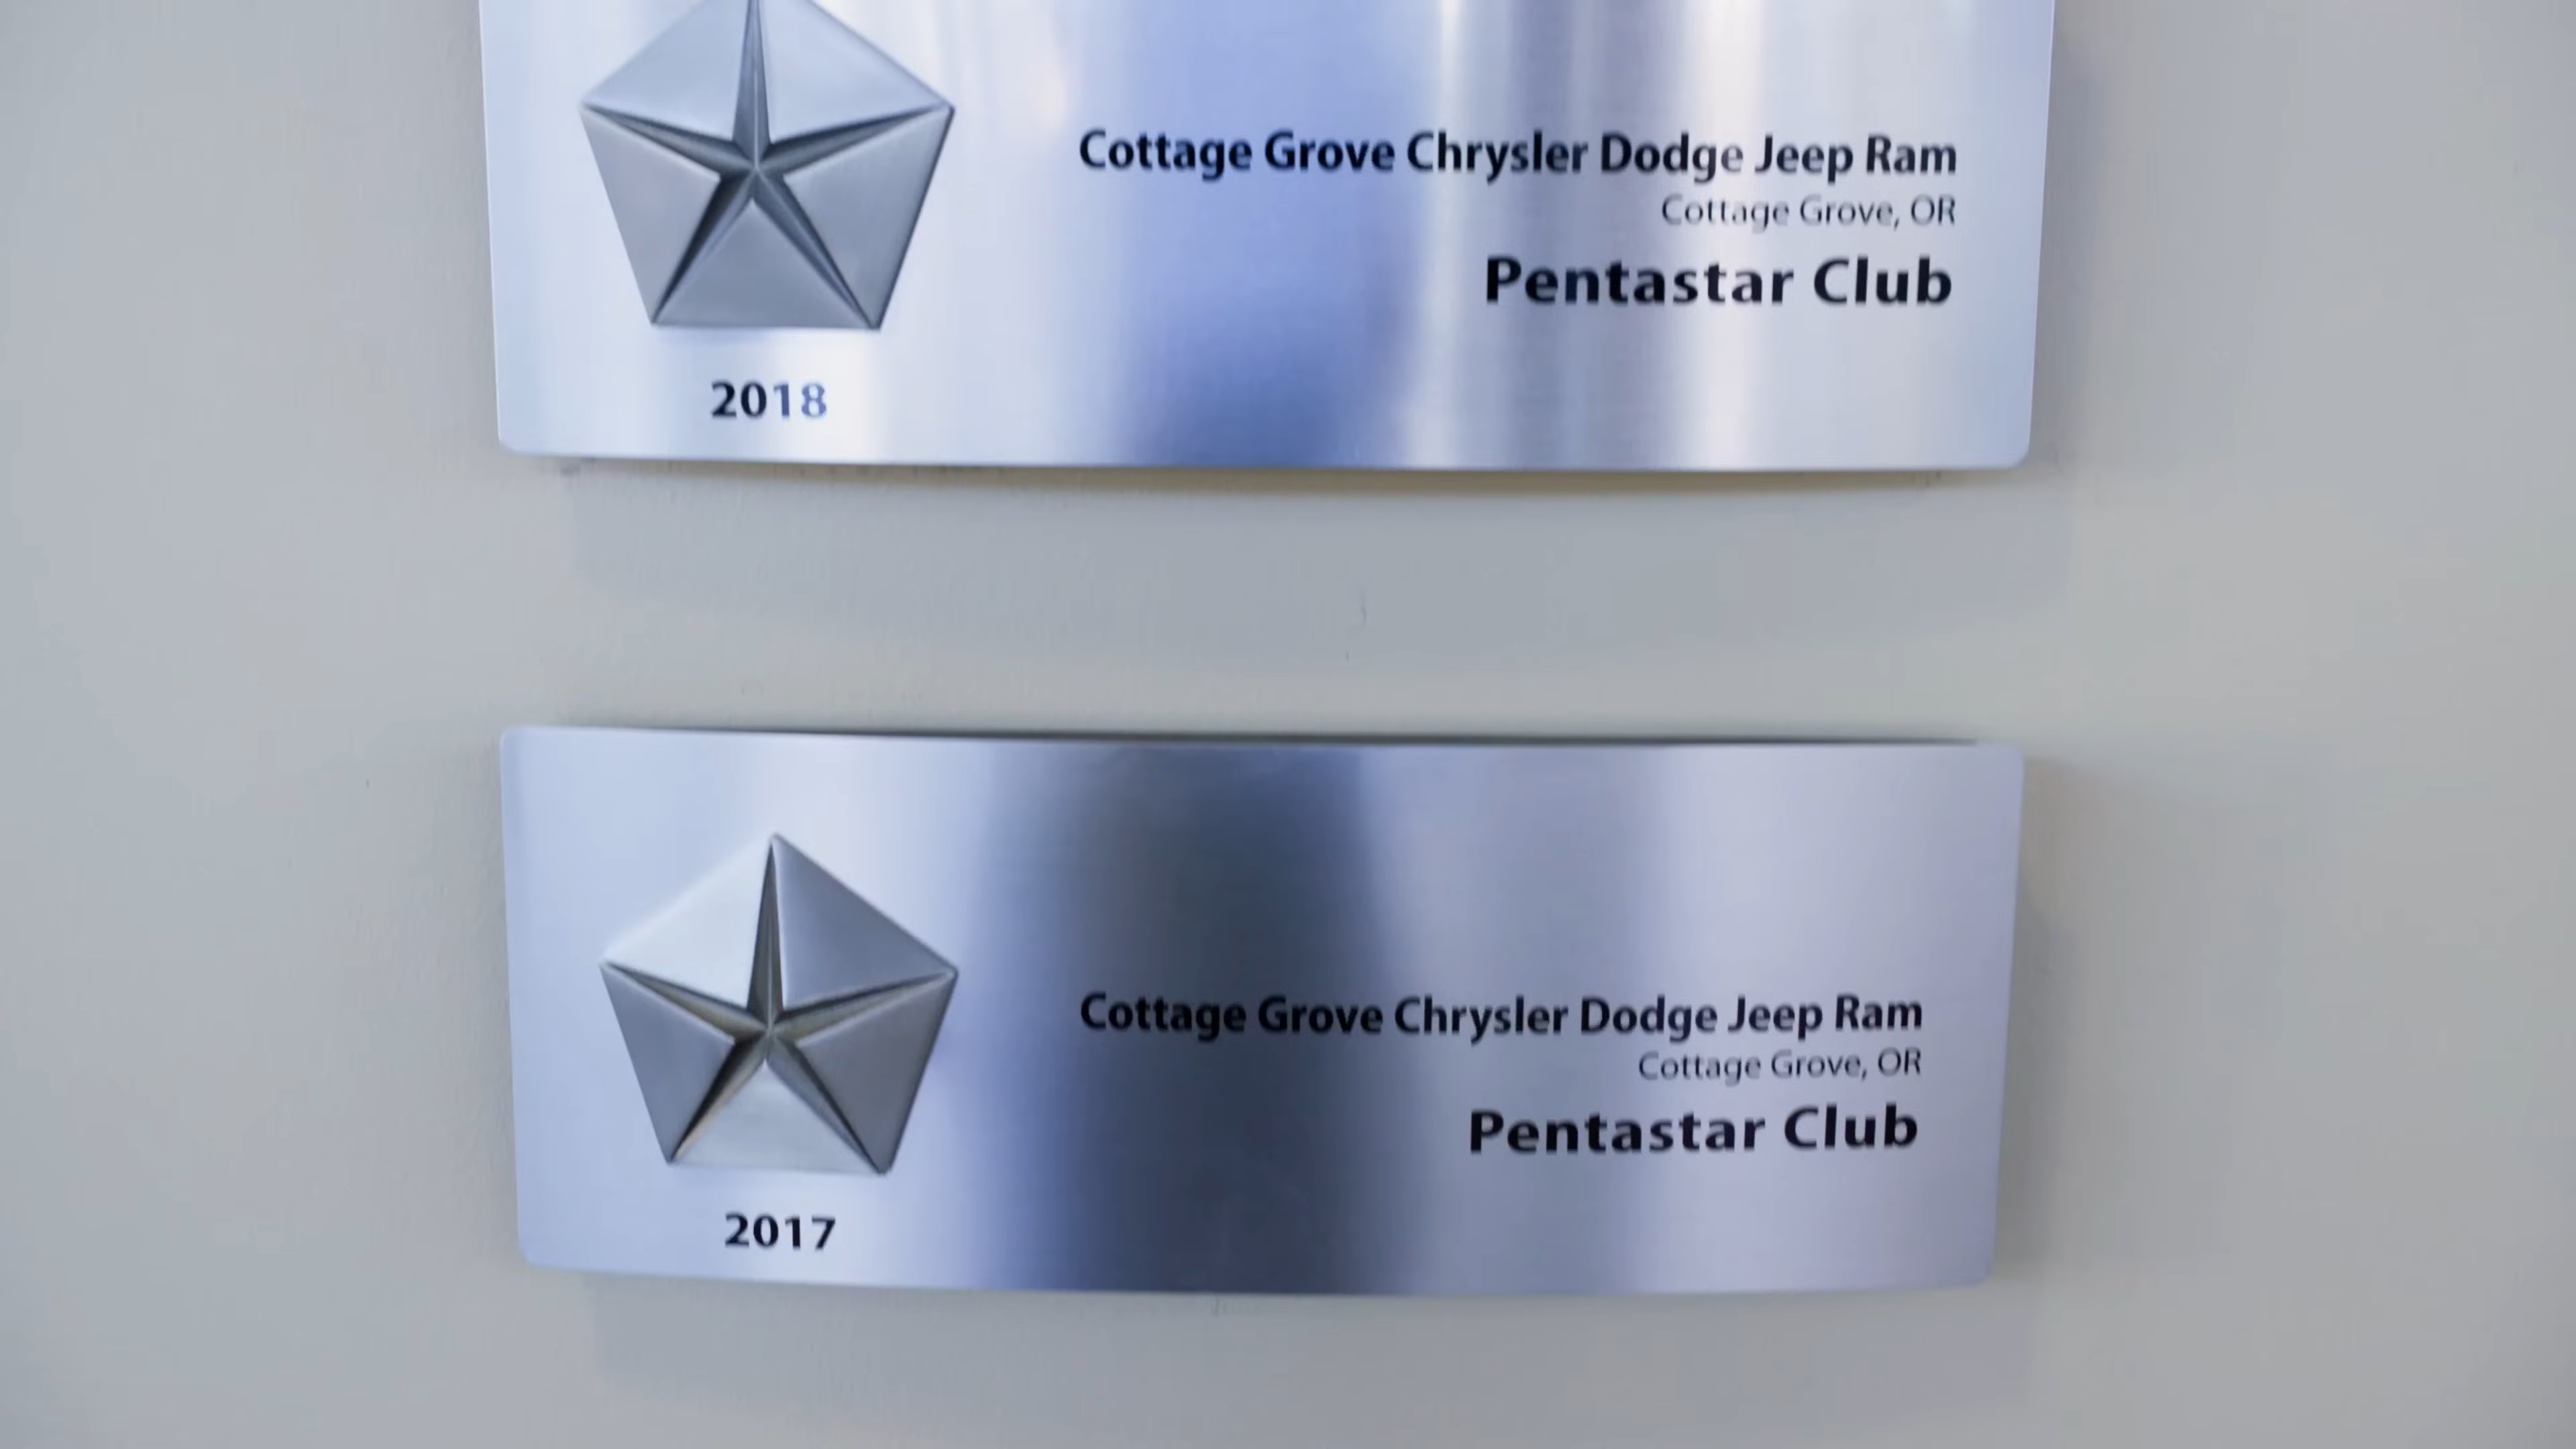 Cottage Grove Chrysler Dodge Jeep Ram
Cottage Grove, OR
Pentastar Club
2018
Cottage Grove Chrysler Dodge Jeep Ram
Cottage Grove, OR
Pentastar Club
2017